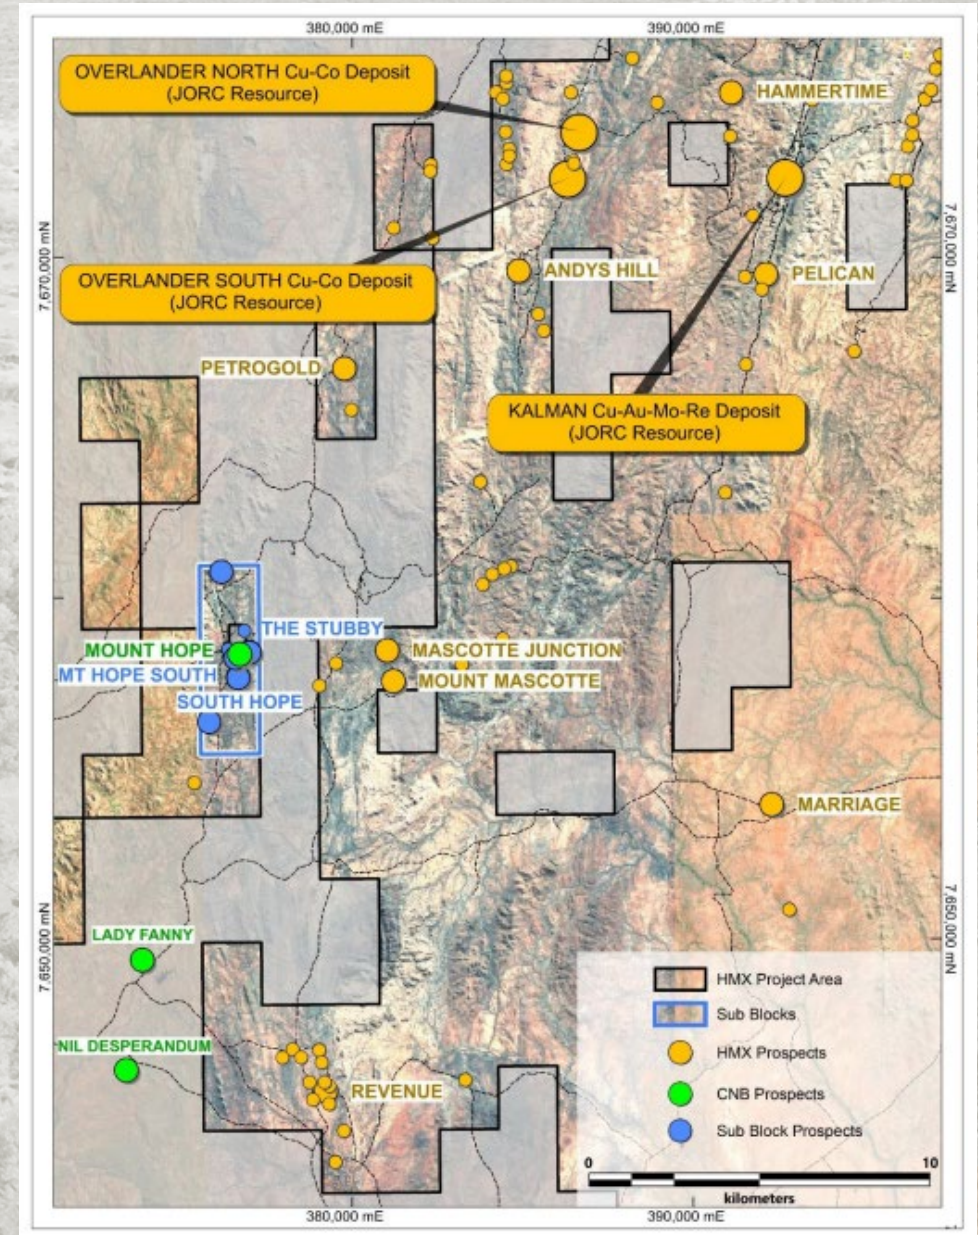 380,000 mE
390,000 mE
OVERLANDER NORTH Cu-Co Deposit
(JORC Resource)
HAMMERTIME
7,670,000 mN
7,670,000 mN
OVERLANDER SOUTH Cu-Co Deposit
(JORC Resource)
ANDYS HILL
PELICAN
PETROGOLD
KALMAN Cu-Au-Mo-Re Deposit
(JORC Resource)
THE STUBBY
MOUNT HOPE
MASCOTTE JUNCTION
MT HOPE SOUTH
MOUNT MASCOTTE
SOUTH HOPE
MARRIAGE
7,650,000 mN
7,650,000 mN
LADY FANNY
NIL DESPERANDUM
REVENUE
HMX Project Area
Sub Blocks
HMX Prospects
CNB Prospects
Sub Block Prospects
0
10
kilometers
380,000 mE
390,000 mE